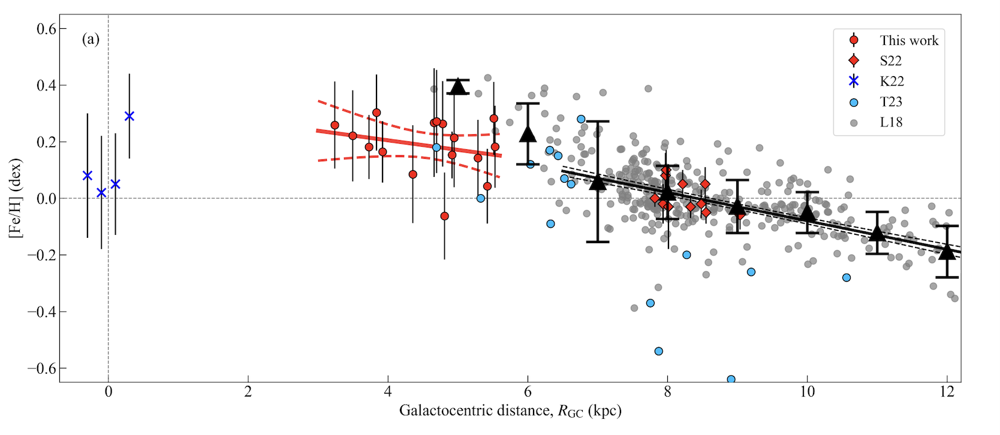 (a)
This work
S22
K22
T23
L18
[Fe/H] (dex)
0.6
0.4
0.2
0.0
−0.2
−0.4
−0.6
0 2 4 6 8 10 12
Galactocentric distance, RGC (kpc)